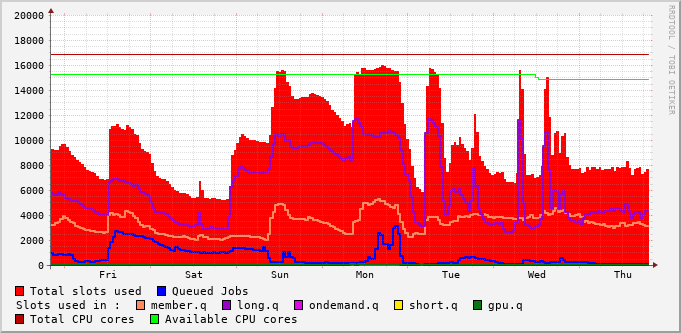 20000
18000
16000
14000
12000
10000
8000
6000
4000
2000
0
Fri Sat Sun Mon Tue Wed Thu
Total slots used Queued Jobs
Slots used in : member.q long.q ondemand.q short.q gpu.q
Total CPU cores Available CPU cores
RRDTOOL / TOBI OETIKER